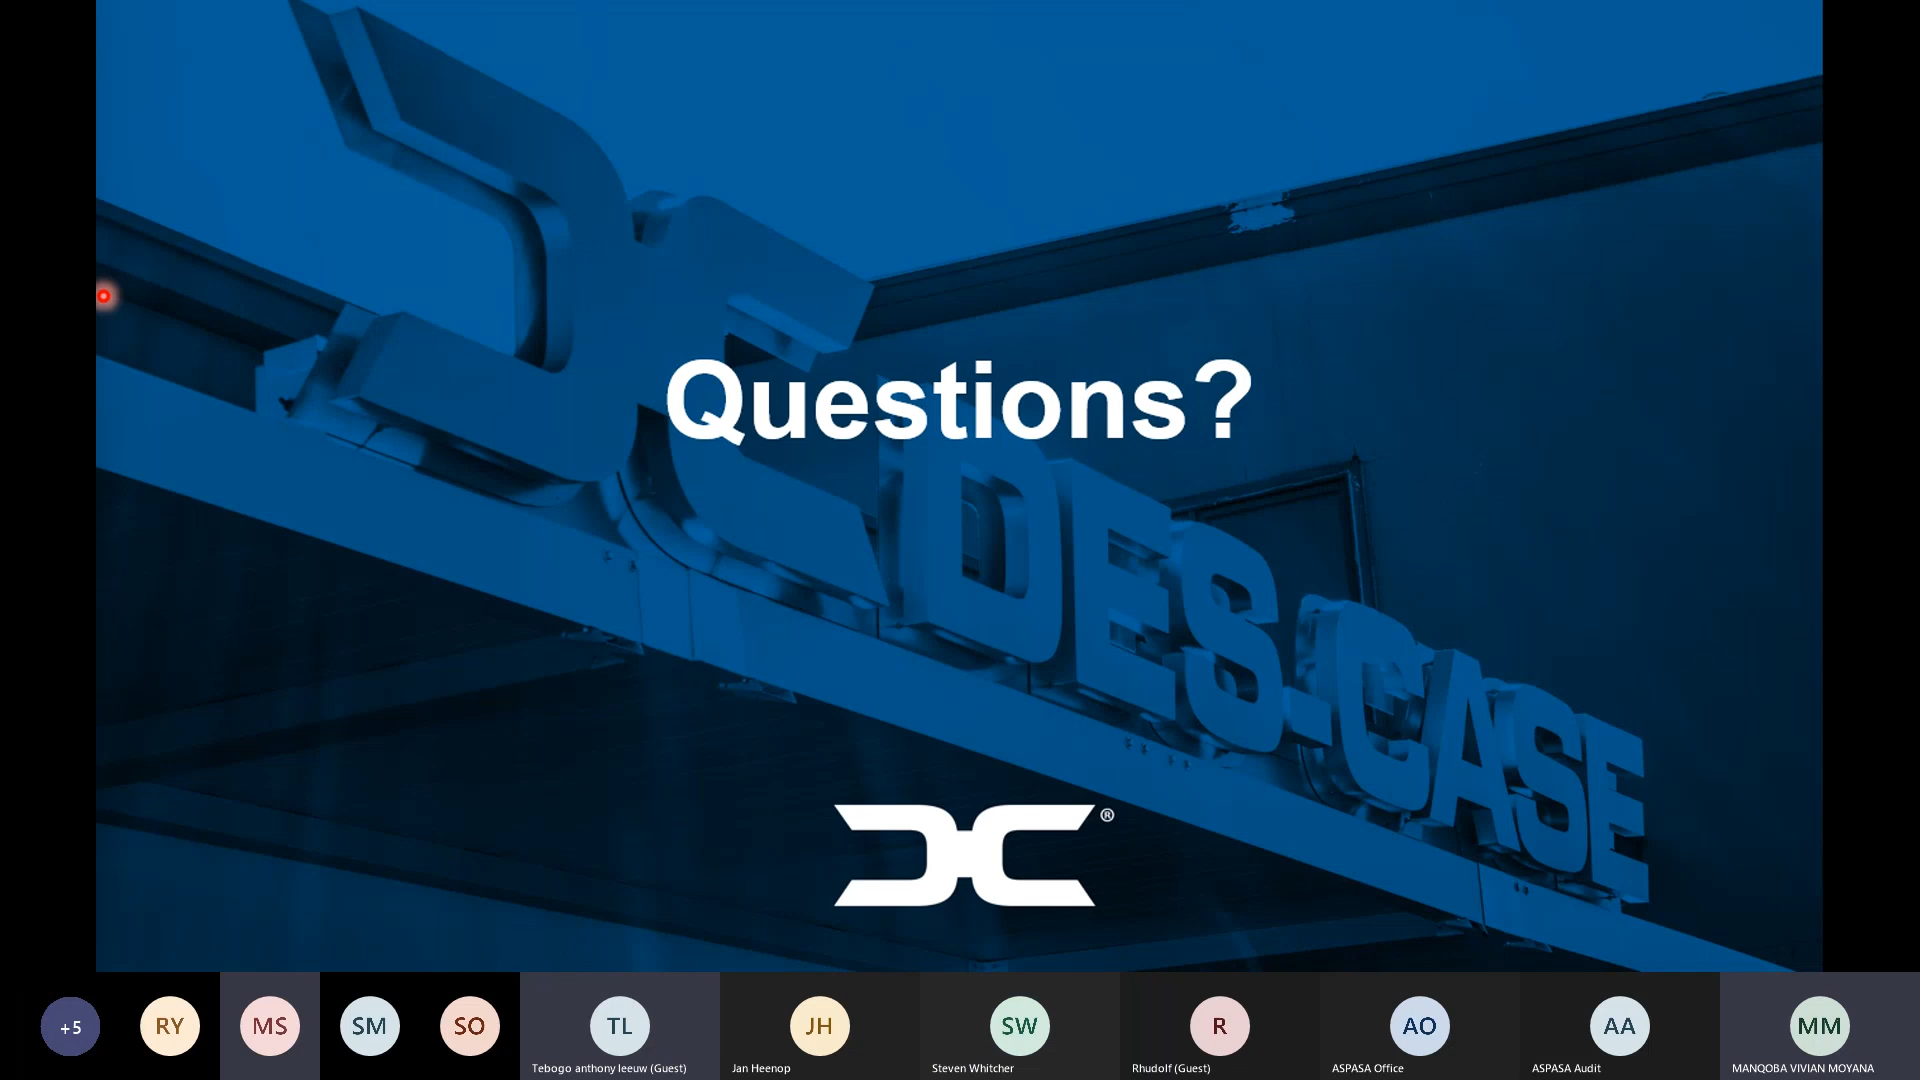 Questions?
DES-CASE
®
+5
RY
MS
SM
SO
TL
JH
SW
R
AO
AA
MM
Tebogo anthony leeuw (Guest)
Jan Heenop
Steven Whitcher
Rhudolf (Guest)
ASPASA Office
ASPASA Audit
MANQOBA VIVIAN MOYANA